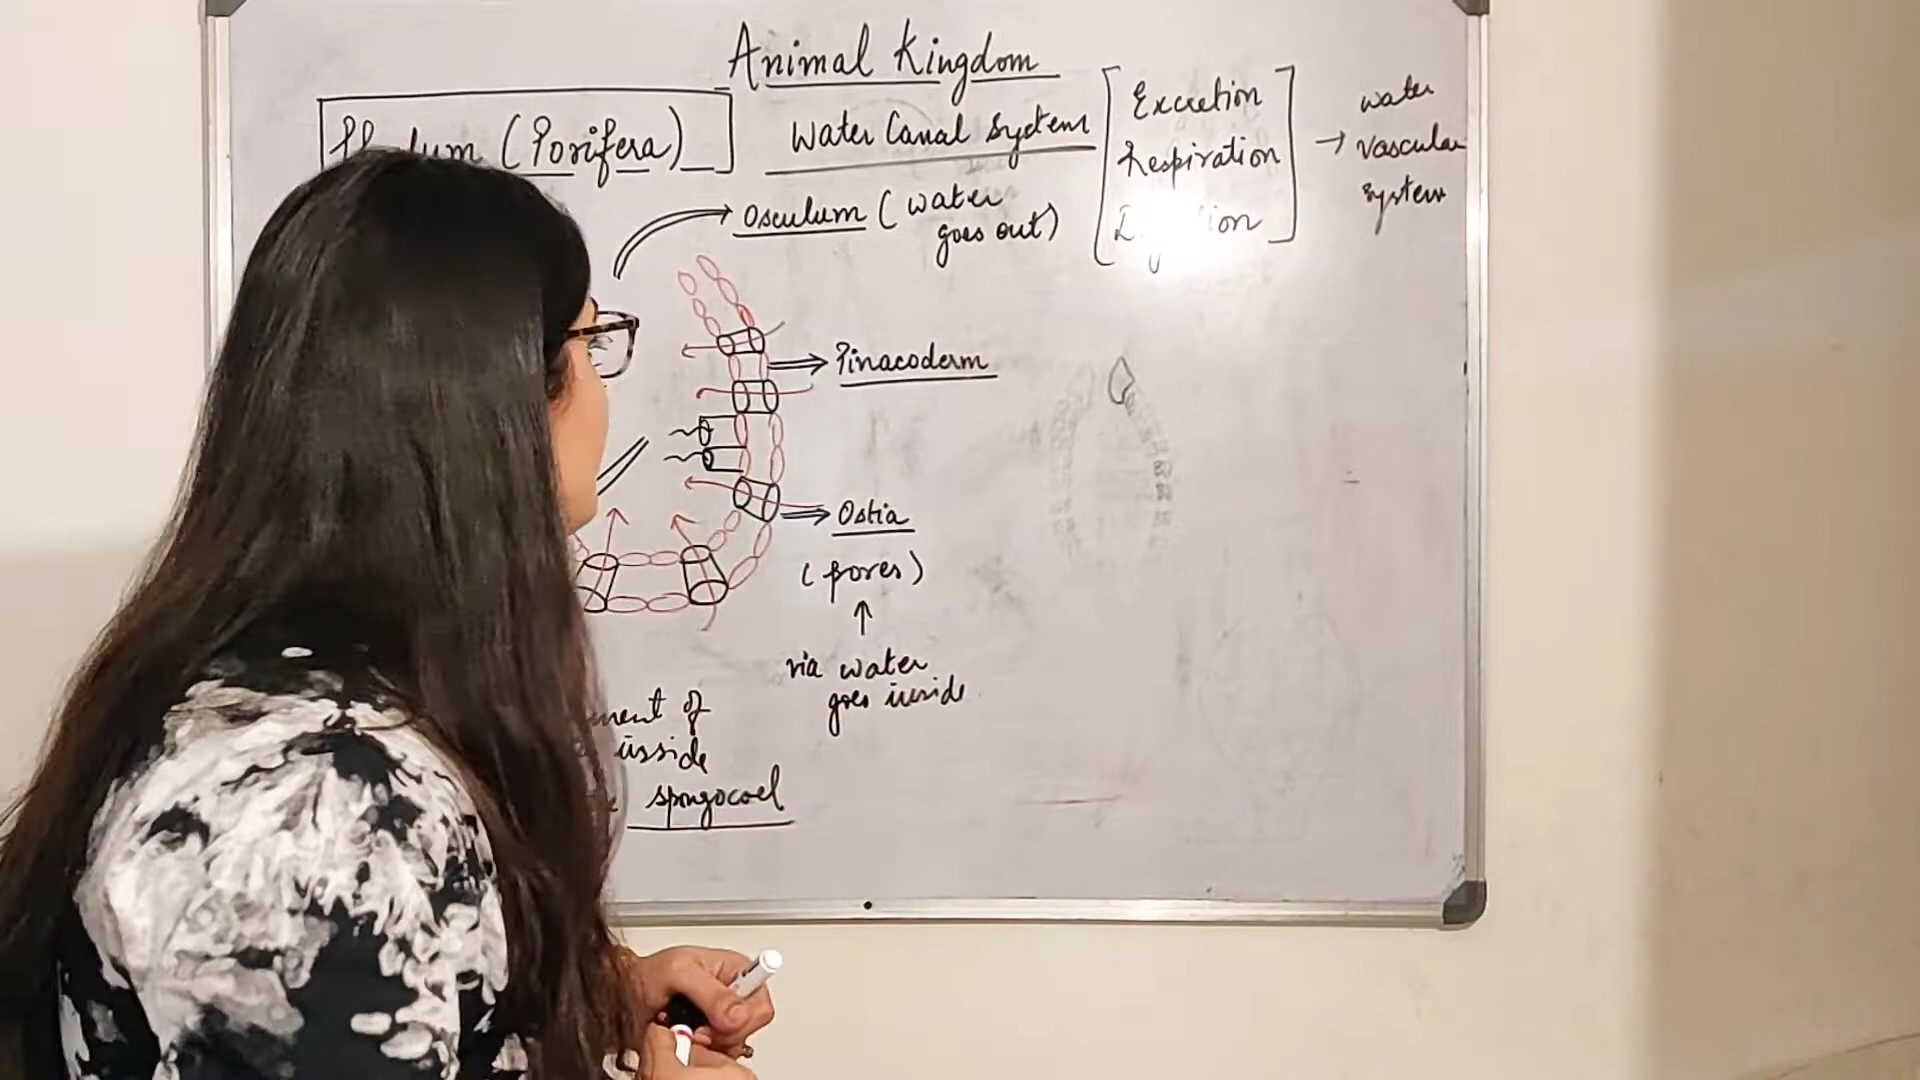 Animal Kingdom
(Porifera)
Water Canal System
Excretion
Respiration
→ water
vascular
system
Osculum (water
goes out)
Pinacoderm
Ostia
(pores)
via water
goes inside
of
spongocoel